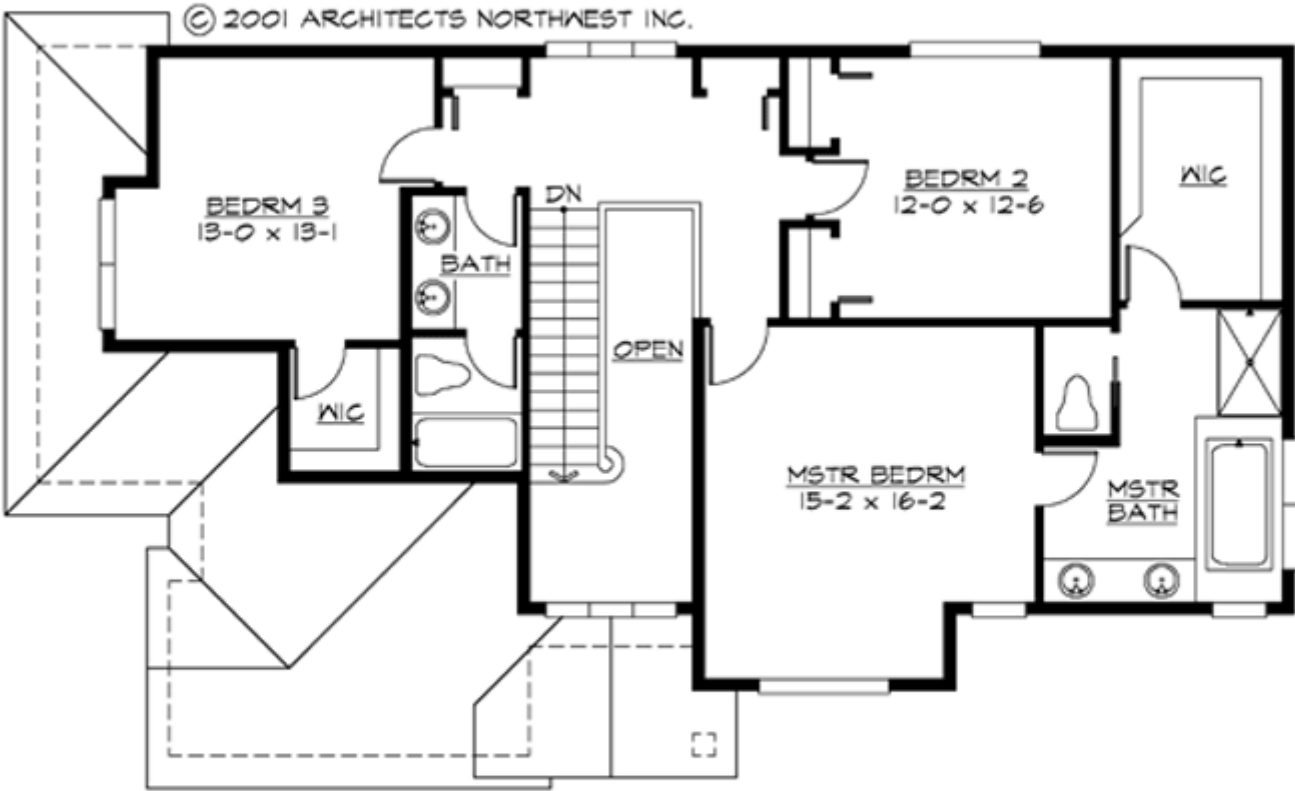 © 2001 ARCHITECTS NORTHWEST INC.
BEDRM 3
13-0 x 13-1
DN
BATH
BEDRM 2
12-0 x 12-6
WIC
OPEN
WIC
MSTR BEDRM
15-2 x 16-2
MSTR
BATH